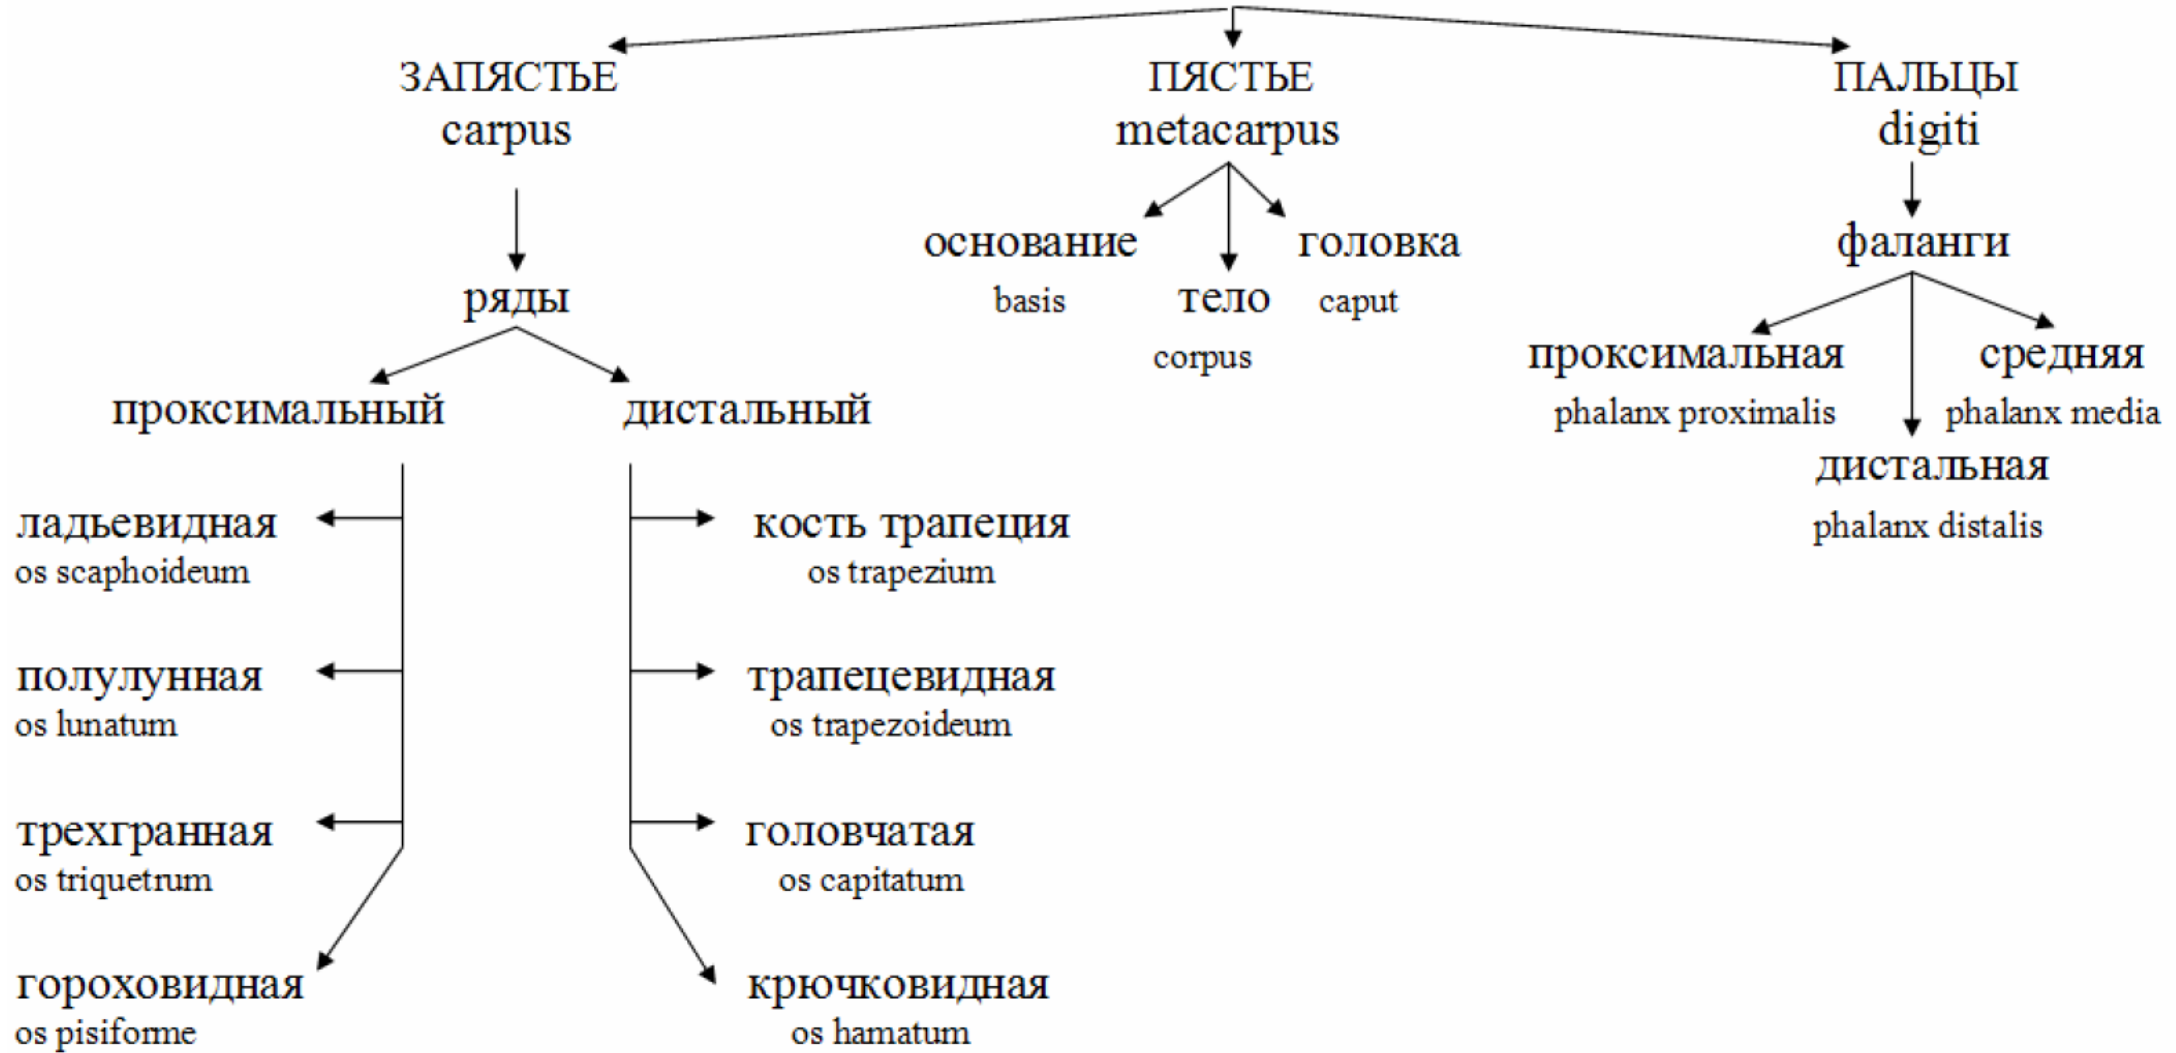 ЗАПЯСТЬЕ
carpus
ряды
проксимальный
дистальный
ладьевидная
os scaphoideum
полулунная
os lunatum
трехгранная
os triquetrum
гороховидная
os pisiforme
кость трапеция
os trapezium
трапецевидная
os trapezoideum
головчатая
os capitatum
крючковидная
os hamatum
ПЯСТЬЕ
metacarpus
основание
basis
тело
corpus
головка
caput
ПАЛЬЦЫ
digiti
фаланги
проксимальная
phalanx proximalis
средняя
phalanx media
дистальная
phalanx distalis